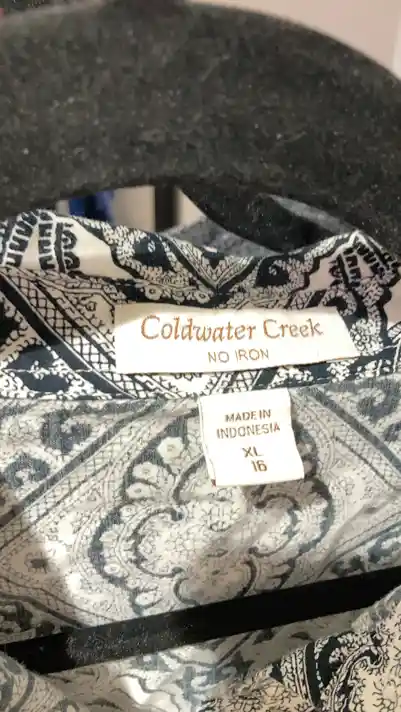 Coldwater Creek
NO IRON
MADE IN
INDONESIA
XL
16